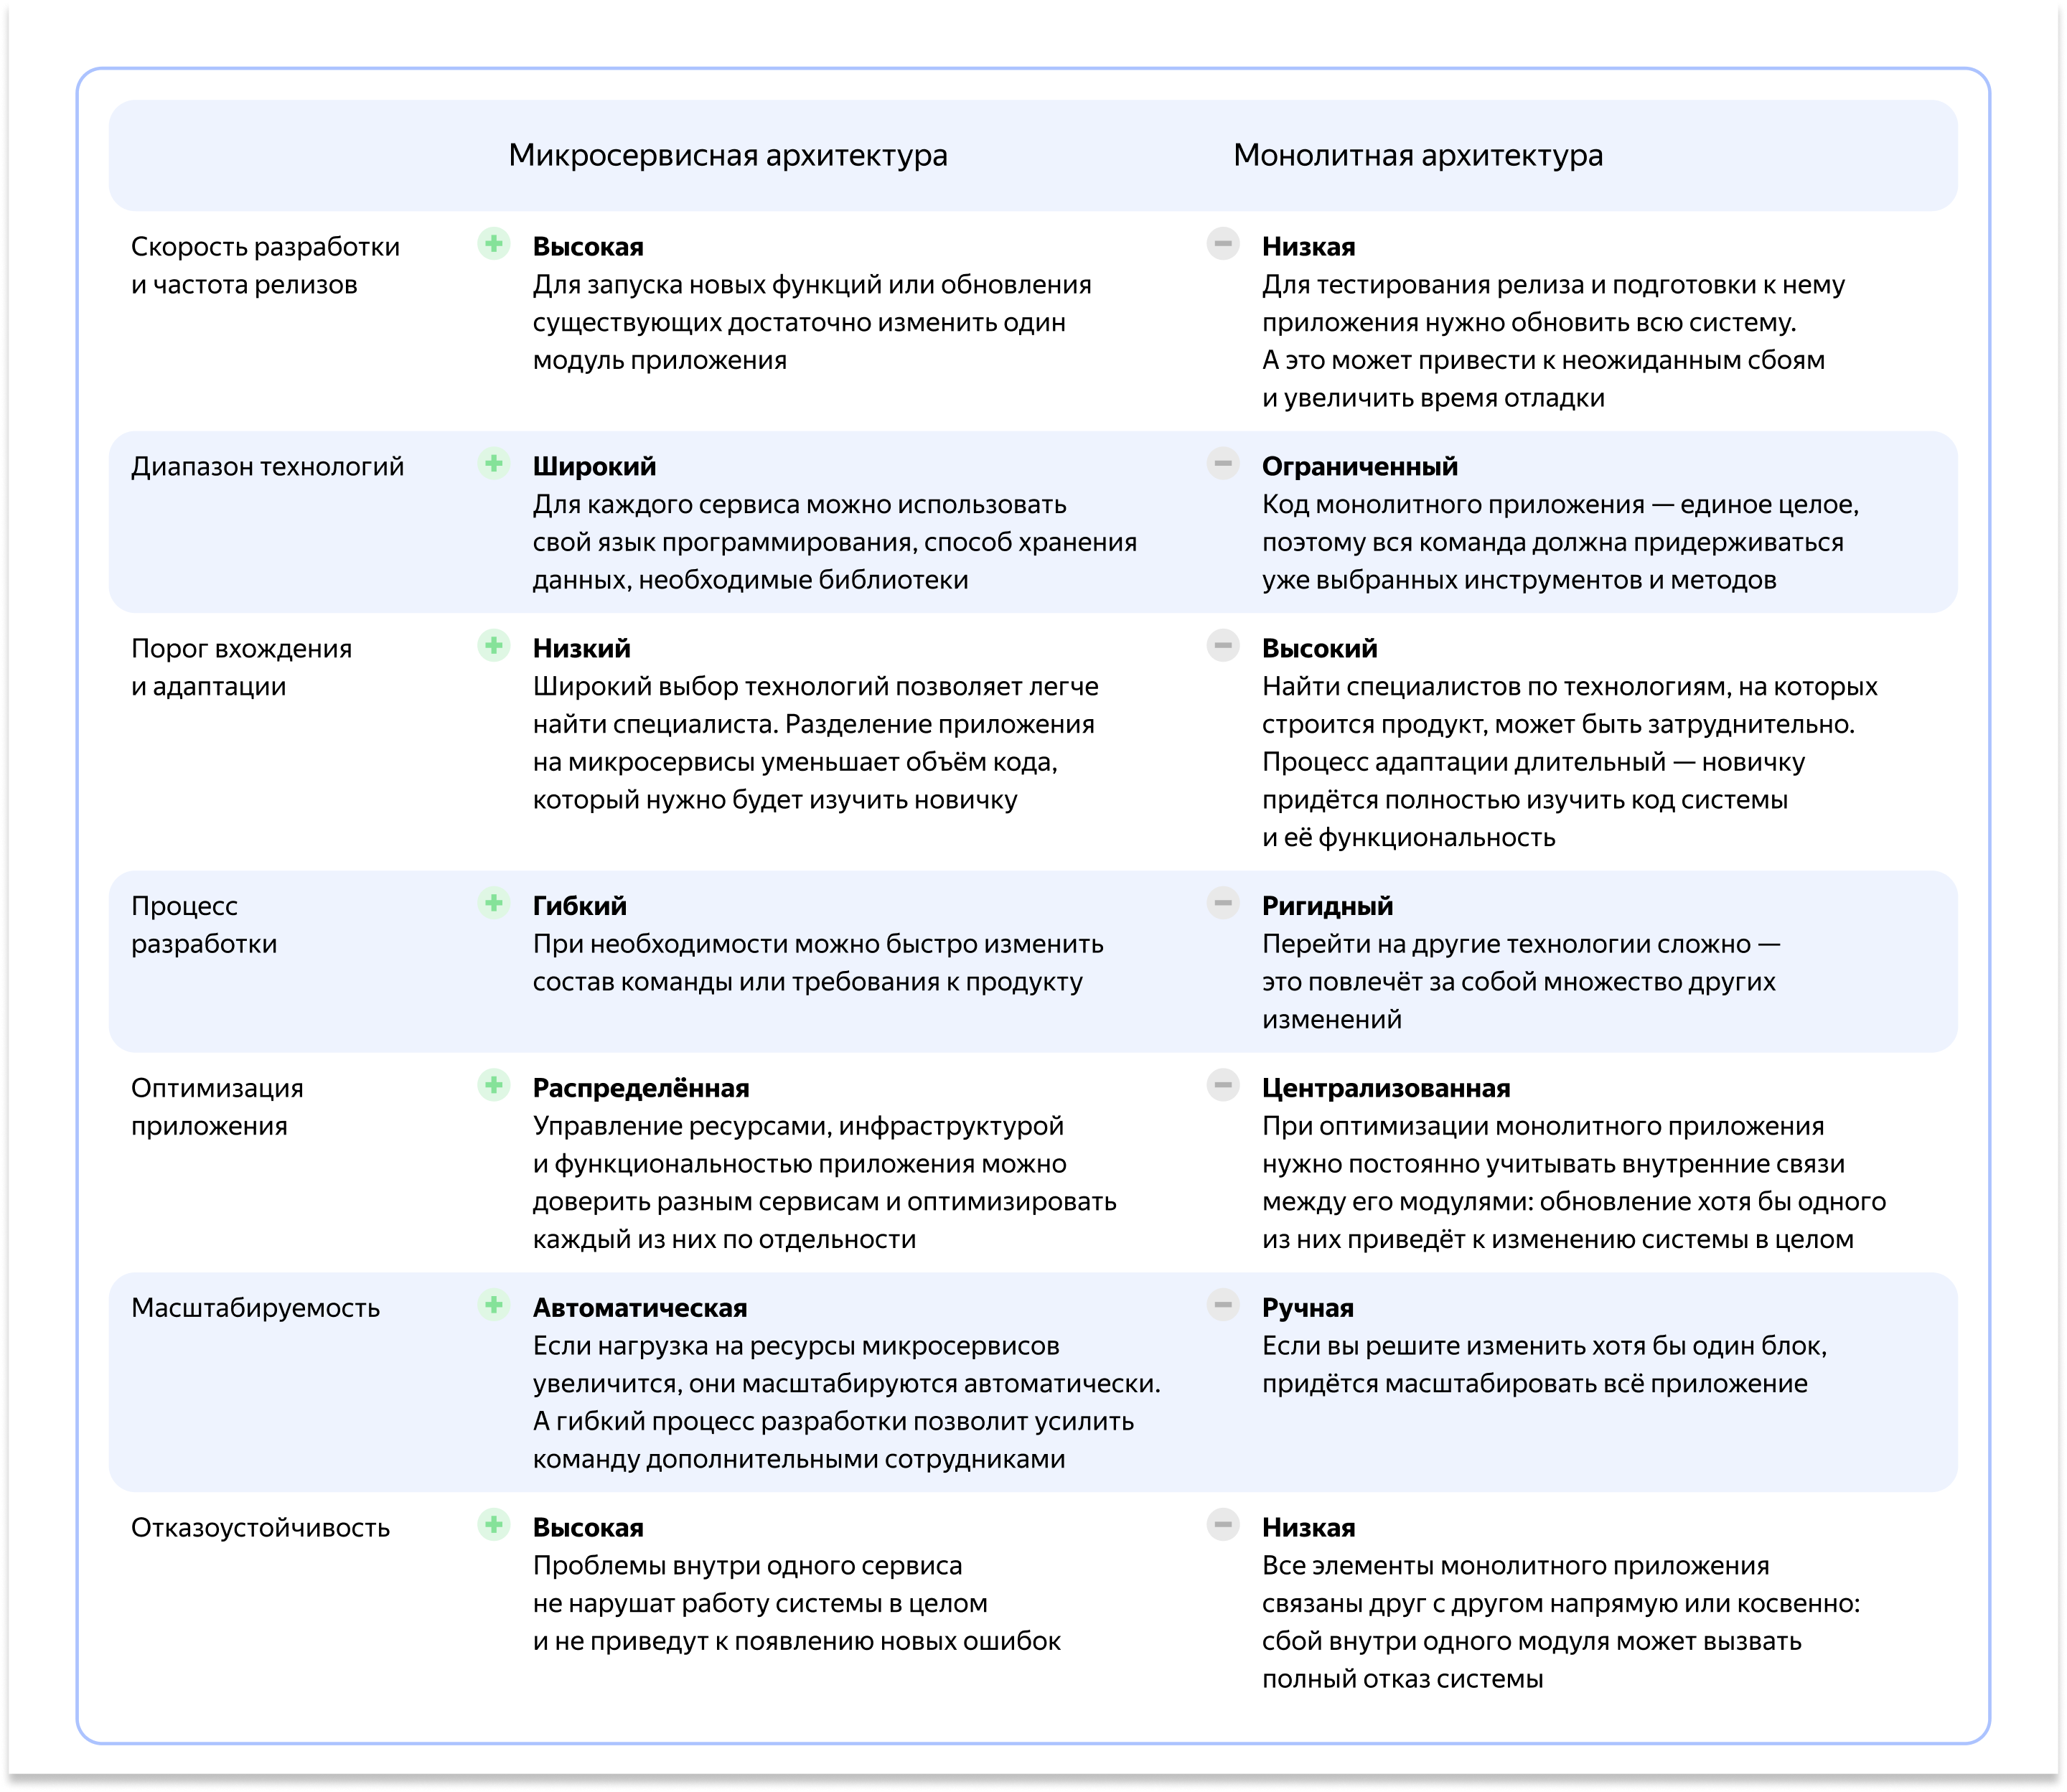 Микросервисная архитектура
Монолитная архитектура
Скорость разработки
и частота релизов
Высокая
Для запуска новых функций или обновления
существующих достаточно изменить один
модуль приложения
Низкая
Для тестирования релиза и подготовки к нему
приложения нужно обновить всю систему.
А это может привести к неожиданным сбоям
и увеличить время отладки
Диапазон технологий
Широкий
Для каждого сервиса можно использовать
свой язык программирования, способ хранения
данных, необходимые библиотеки
Ограниченный
Код монолитного приложения — единое целое,
поэтому вся команда должна придерживаться
уже выбранных инструментов и методов
Порог вхождения
и адаптации
Низкий
Широкий выбор технологий позволяет легче
найти специалиста. Разделение приложения
на микросервисы уменьшает объём кода,
который нужно будет изучить новичку
Высокий
Найти специалистов по технологиям, на которых
строится продукт, может быть затруднительно.
Процесс адаптации длительный — новичку
придётся полностью изучить код системы
и её функциональность
Процесс
разработки
Гибкий
При необходимости можно быстро изменить
состав команды или требования к продукту
Ригидный
Перейти на другие технологии сложно —
это повлечёт за собой множество других
изменений
Оптимизация
приложения
Распределённая
Управление ресурсами, инфраструктурой
и функциональностью приложения можно
доверить разным сервисам и оптимизировать
каждый из них по отдельности
Централизованная
При оптимизации монолитного приложения
нужно постоянно учитывать внутренние связи
между его модулями: обновление хотя бы одного
из них приведёт к изменению системы в целом
Масштабируемость
Автоматическая
Если нагрузка на ресурсы микросервисов
увеличится, они масштабируются автоматически.
А гибкий процесс разработки позволит усилить
команду дополнительными сотрудниками
Ручная
Если вы решите изменить хотя бы один блок,
придётся масштабировать всё приложение
Отказоустойчивость
Высокая
Проблемы внутри одного сервиса
не нарушат работу системы в целом
и не приведут к появлению новых ошибок
Низкая
Все элементы монолитного приложения
связаны друг с другом напрямую или косвенно:
сбой внутри одного модуля может вызвать
полный отказ системы